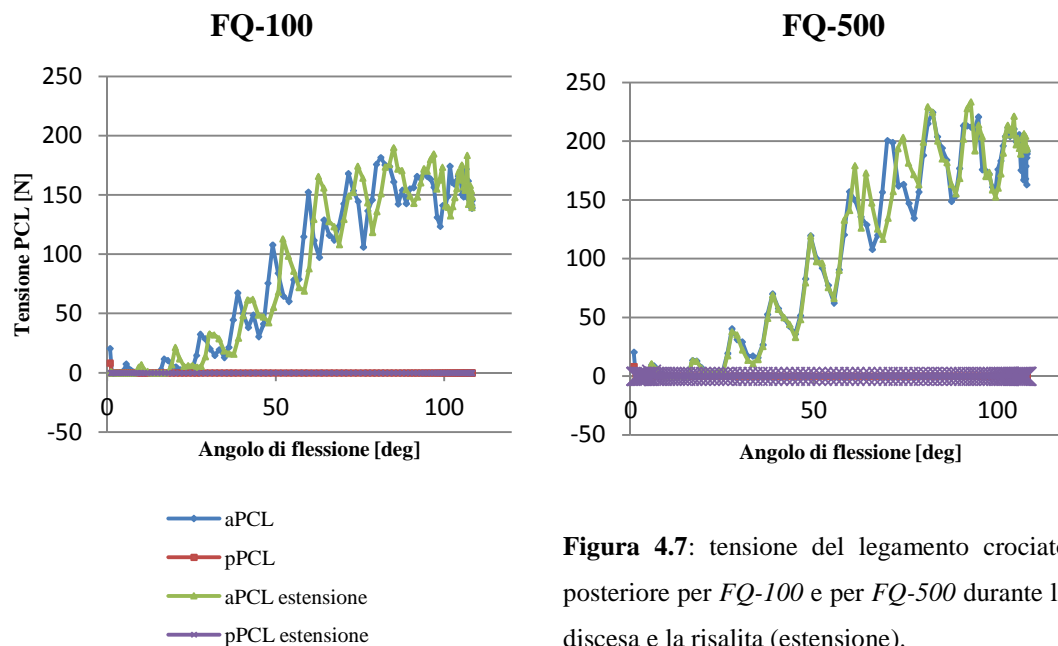 FQ-100
FQ-500
250
200
150
100
50
0
-50
0
50
100
Tensione PCL [N]
Angolo di flessione [deg]
250
200
150
100
50
0
-50
0
50
100
Angolo di flessione [deg]
aPCL
pPCL
aPCL estensione
pPCL estensione
Figura 4.7: tensione del legamento crociato
posteriore per FQ-100 e per FQ-500 durante l
discesa e la risalita (estensione).